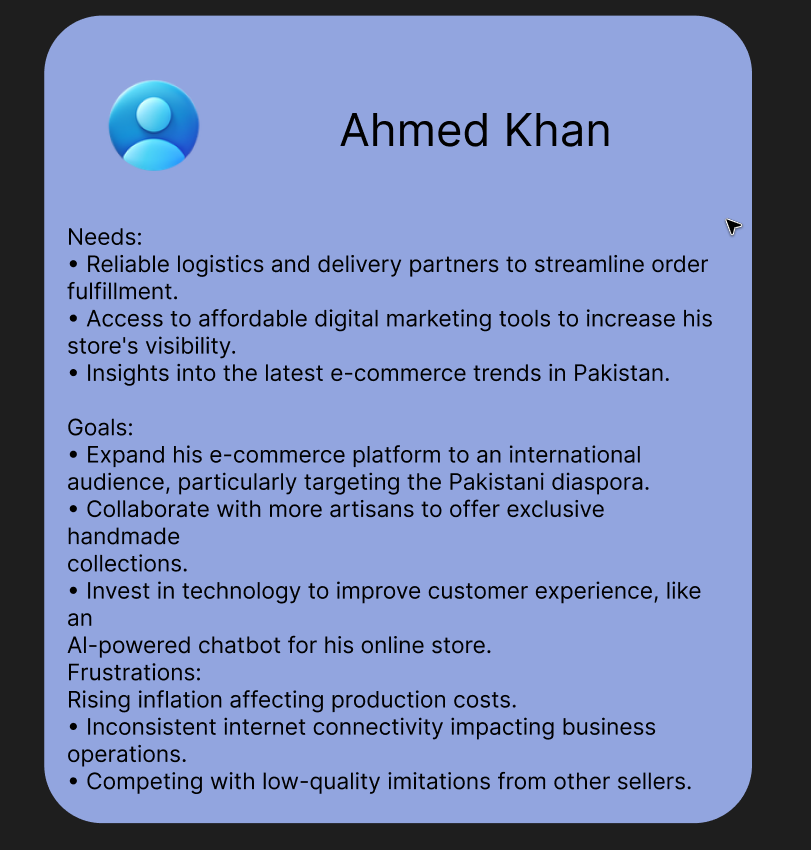 Ahmed Khan
Needs:
• Reliable logistics and delivery partners to streamline order
fulfillment.
• Access to affordable digital marketing tools to increase his
store's visibility.
• Insights into the latest e-commerce trends in Pakistan.
Goals:
• Expand his e-commerce platform to an international
audience, particularly targeting the Pakistani diaspora.
• Collaborate with more artisans to offer exclusive
handmade
collections.
• Invest in technology to improve customer experience, like
an
AI-powered chatbot for his online store.
Frustrations:
Rising inflation affecting production costs.
• Inconsistent internet connectivity impacting business
operations.
• Competing with low-quality imitations from other sellers.